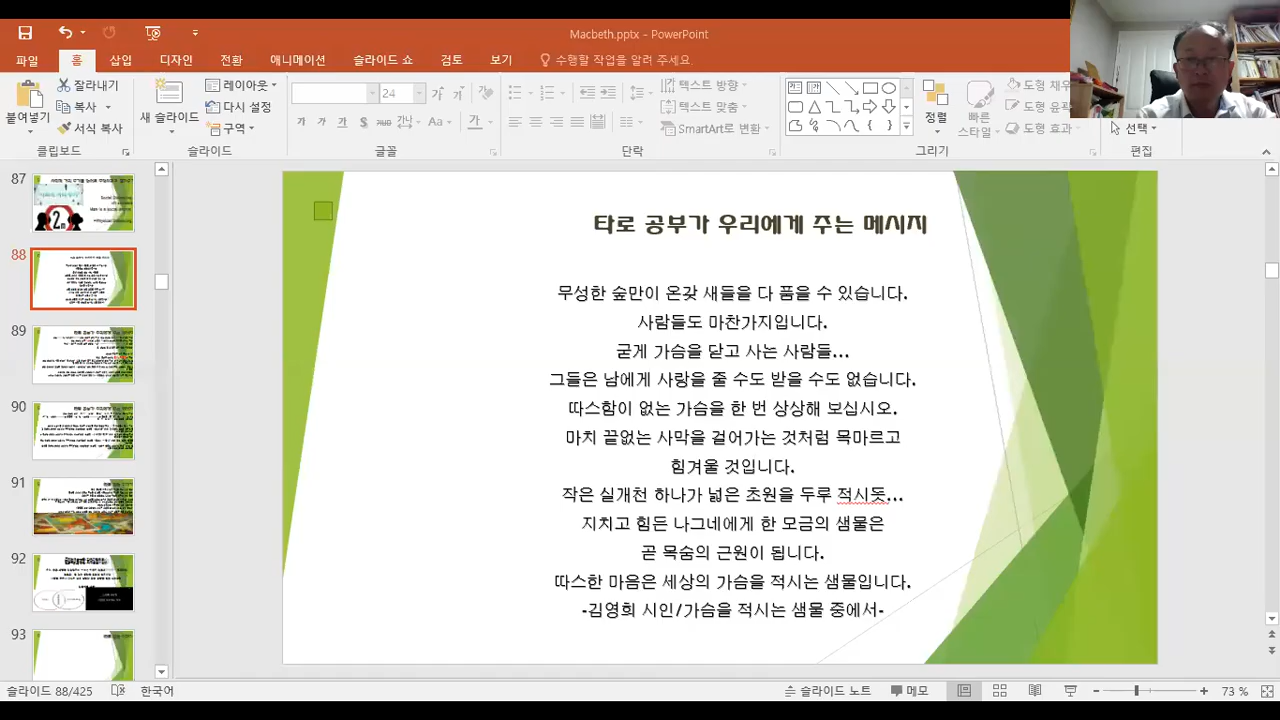 Macbeth.pptx - PowerPoint
파일 홈 삽입 디자인 전환 애니메이션 슬라이드 쇼 검토 보기 수행할 작업을 알려 주세요.
붙여넣기 잘라내기 복사 서식 복사 클립보드
새 슬라이드 레이아웃 다시 설정 구역 슬라이드
24 가 가 가 가 가 S abc 간간 Aa 가 글꼴
텍스트 방향 텍스트 맞춤 SmartArt로 변환 단락
정렬 빠른 스타일 도형 채우 도형 윤곽 도형 효과 그리기
선택 편집
87
88
89
90
91
92
93
타로 공부가 우리에게 주는 메시지
무성한 숲만이 온갖 새들을 다 품을 수 있습니다.
사람들도 마찬가지입니다.
굳게 가슴을 닫고 사는 사람들...
그들은 남에게 사랑을 줄 수도 받을 수도 없습니다.
따스함이 없는 가슴을 한 번 상상해 보십시오.
마치 끝없는 사막을 걸어가는 것처럼 목마르고
힘겨울 것입니다.
작은 실개천 하나가 넓은 초원을 두루 적시듯...
지치고 힘든 나그네에게 한 모금의 샘물은
곧 목숨의 근원이 됩니다.
따스한 마음은 세상의 가슴을 적시는 샘물입니다.
-김영희 시인/가슴을 적시는 샘물 중에서-
슬라이드 88/425 한국어 슬라이드 노트 메모 73 %